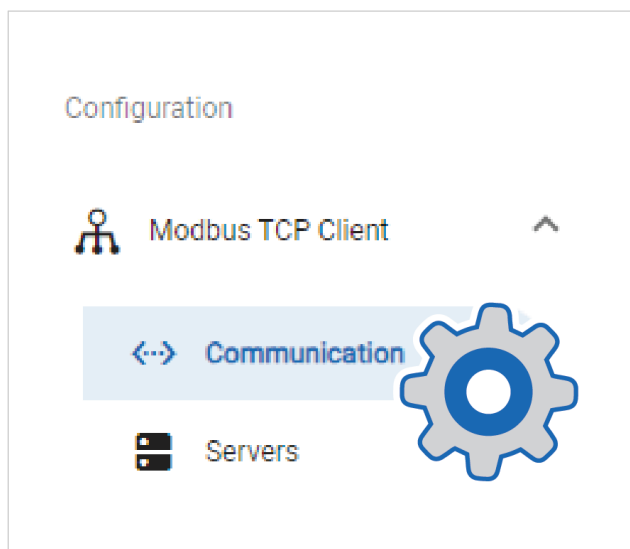 Configuration
Modbus TCP Client
Communication
Servers